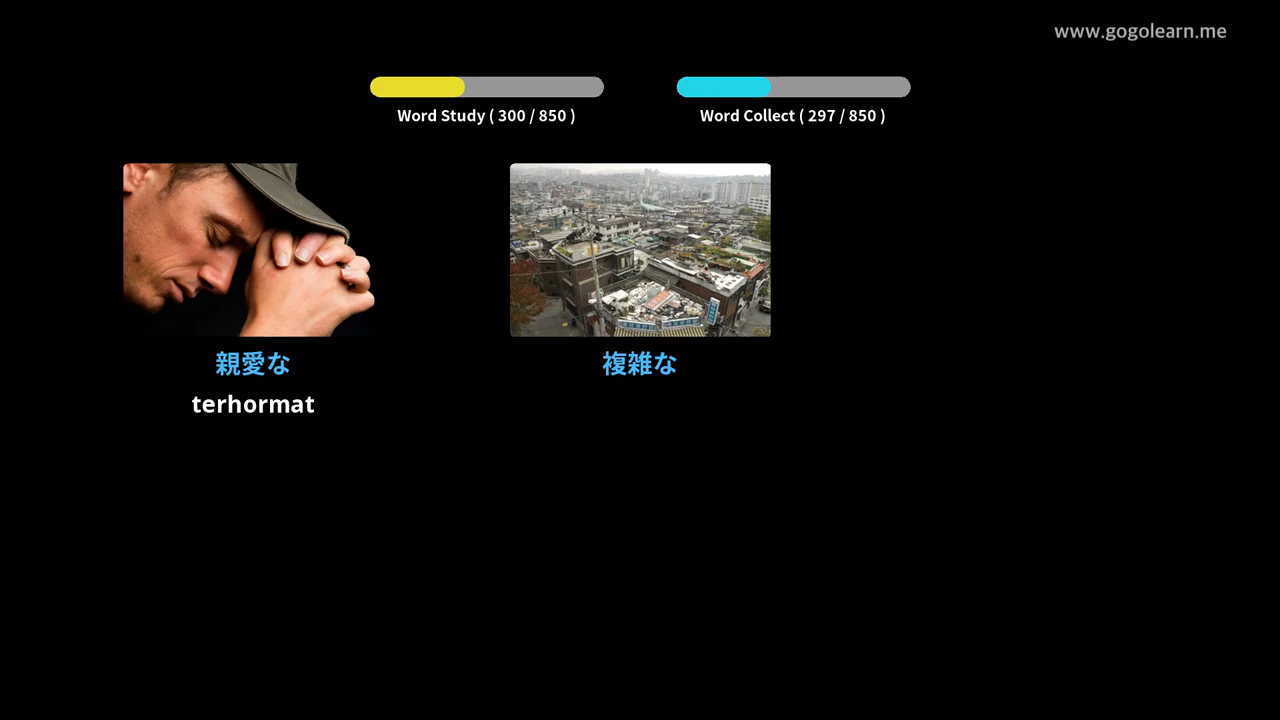 www.gogolearn.me
Word Study ( 300 / 850 )
Word Collect ( 297 / 850 )
親愛な
複雑な
terhormat